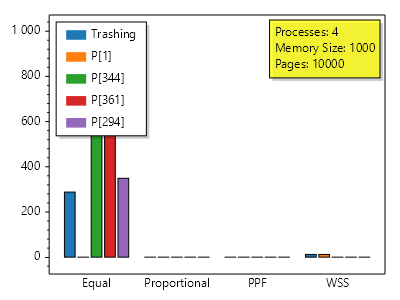 1 000
800
600
400
200
0
Trashing
P[1]
P[344]
P[361]
P[294]
Processes: 4
Memory Size: 1000
Pages: 10000
Equal Proportional PPF WSS